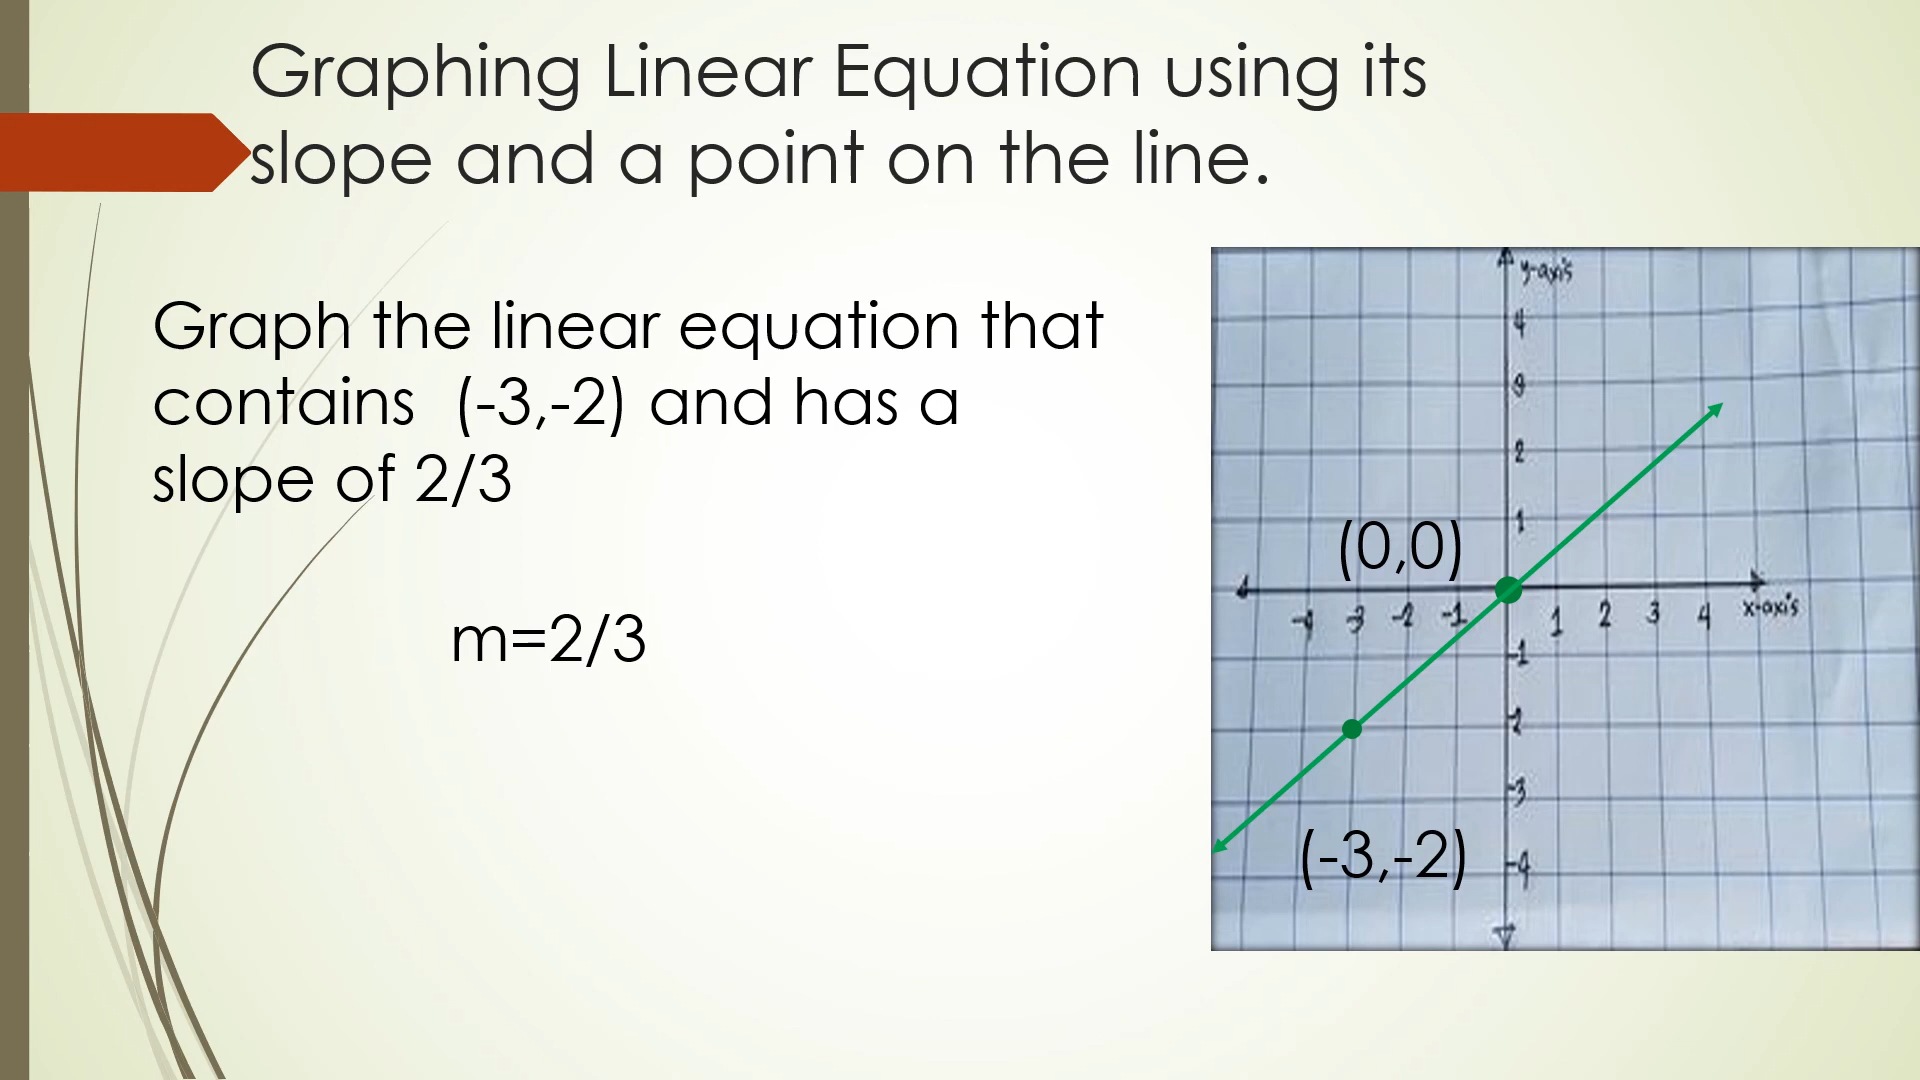 Graphing Linear Equation using its
slope and a point on the line.
Graph the linear equation that
contains (-3,-2) and has a
slope of 2/3
m=2/3
y-axis
4
3
2
1
(0,0)
-4 -3 -2 -1 1 2 3 4 x-axis
-1
-2
-3
(-3,-2)
-4